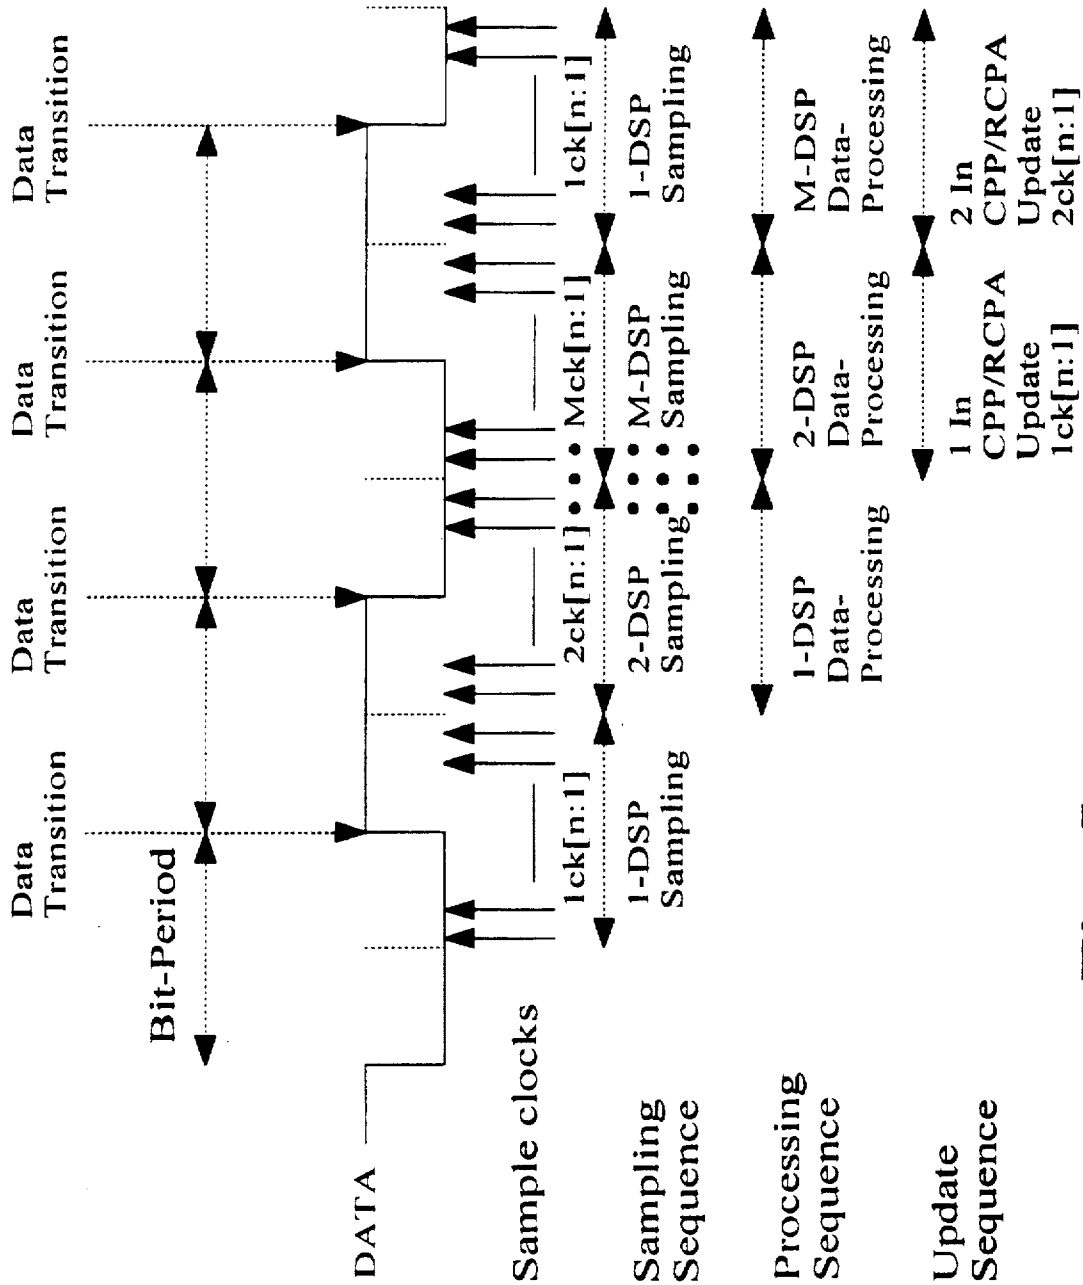 Data
Transition
Data
Transition
Data
Transition
Data
Transition
Bit-Period
DATA
Sample clocks
1ck[n:1]
2ck[n:1]
Mck[n:1]
1ck[n:1]
Sampling
Sequence
1-DSP
Sampling
2-DSP
Sampling
M-DSP
Sampling
1-DSP
Sampling
Processing
Sequence
1-DSP
Data-
Processing
2-DSP
Data-
Processing
M-DSP
Data-
Processing
Update
Sequence
1 In
CPP/RCPA
Update
1ck[n:1]
2 In
CPP/RCPA
Update
2ck[n:1]